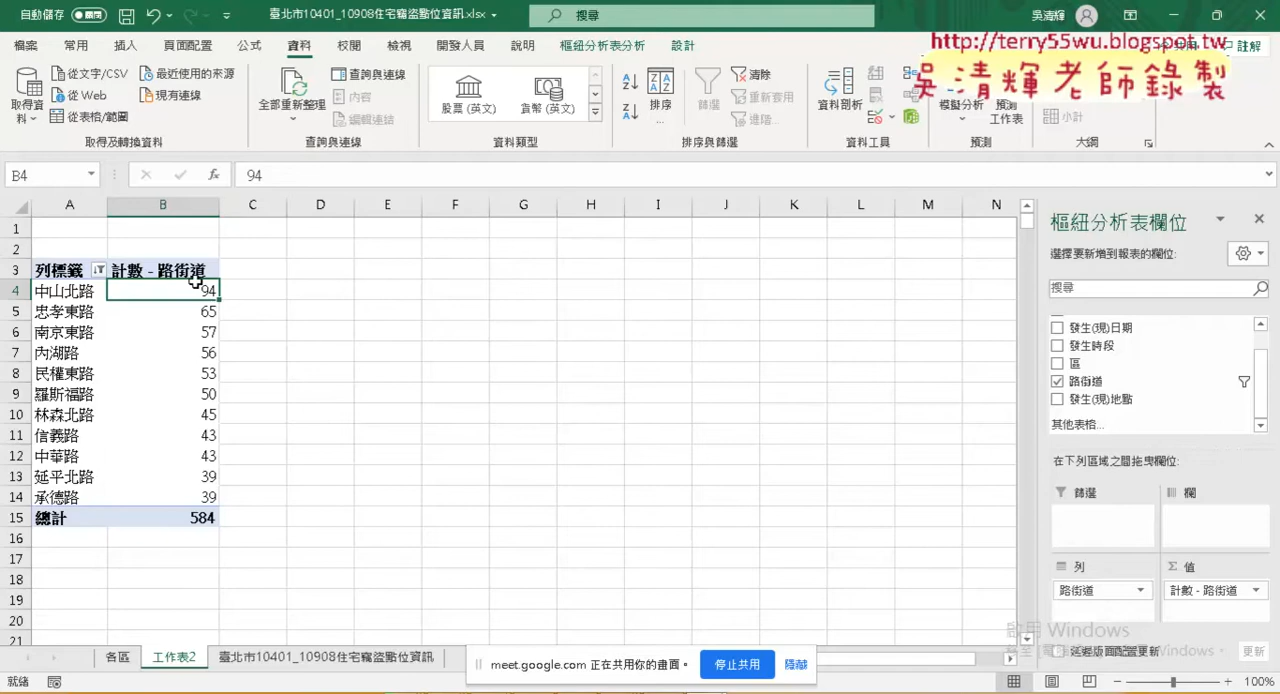 自動儲存
臺北市10401_10908住宅竊盜點位資訊.xlsx
搜尋
吳清輝
檔案 常用 插入 頁面配置 公式 資料 校閱 檢視 開發人員 說明 樞紐分析表分析 設計
註解
http://terry55wu.blogspot.tw
吳清輝老師錄製
取得資料
從文字/CSV
從 Web
從表格/範圍
最近使用的來源
現有連線
取得及轉換資料
全部重新整理
查詢與連線
內容
編輯連結
查詢與連線
股票 (英文)
貨幣 (英文)
資料類型
排序
篩選
清除
重新套用
進階...
排序與篩選
資料剖析
資料工具
模擬分析
預測工作表
預測
小計
大綱
B4
fx
94
A B C D E F G H I J K L M N
1
2
3 列標籤 計數 - 路街道
4 中山北路 94
5 忠孝東路 65
6 南京東路 57
7 內湖路 56
8 民權東路 53
9 羅斯福路 50
10 林森北路 45
11 信義路 43
12 中華路 43
13 延平北路 39
14 承德路 39
15 總計 584
16
17
18
19
20
21
樞紐分析表欄位
選擇要新增到報表的欄位:
搜尋
發生(現)日期
發生時段
區
路街道
發生(現)地點
其他表格...
在下列區域之間拖曳欄位:
篩選
欄
列
Σ 值
路街道
計數 - 路街道
啟用 Windows
更新
各區 工作表2 臺北市10401_10908住宅竊盜點位資訊
meet.google.com 正在共用你的畫面。
停止共用
隱藏
就緒
100%